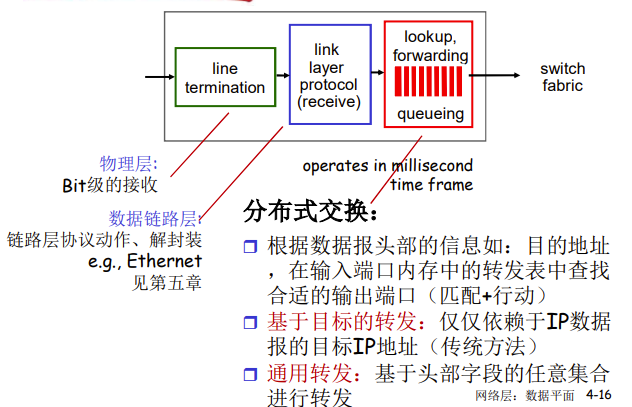 line
termination
link
layer
protocol
(receive)
lookup,
forwarding
queueing
switch
fabric
物理层:
Bit级的接收
数据链路层:
链路层协议动作、解封装
e.g., Ethernet
见第五章
operates in millisecond
time frame
分布式交换：
根据数据报头部的信息如：目的地址
，在输入端口内存中的转发表中查找
合适的输出端口（匹配+行动）
基于目标的转发：仅仅依赖于IP数据
报的目标IP地址（传统方法）
通用转发：基于头部字段的任意集合
进行转发
网络层：数据平面 4-16